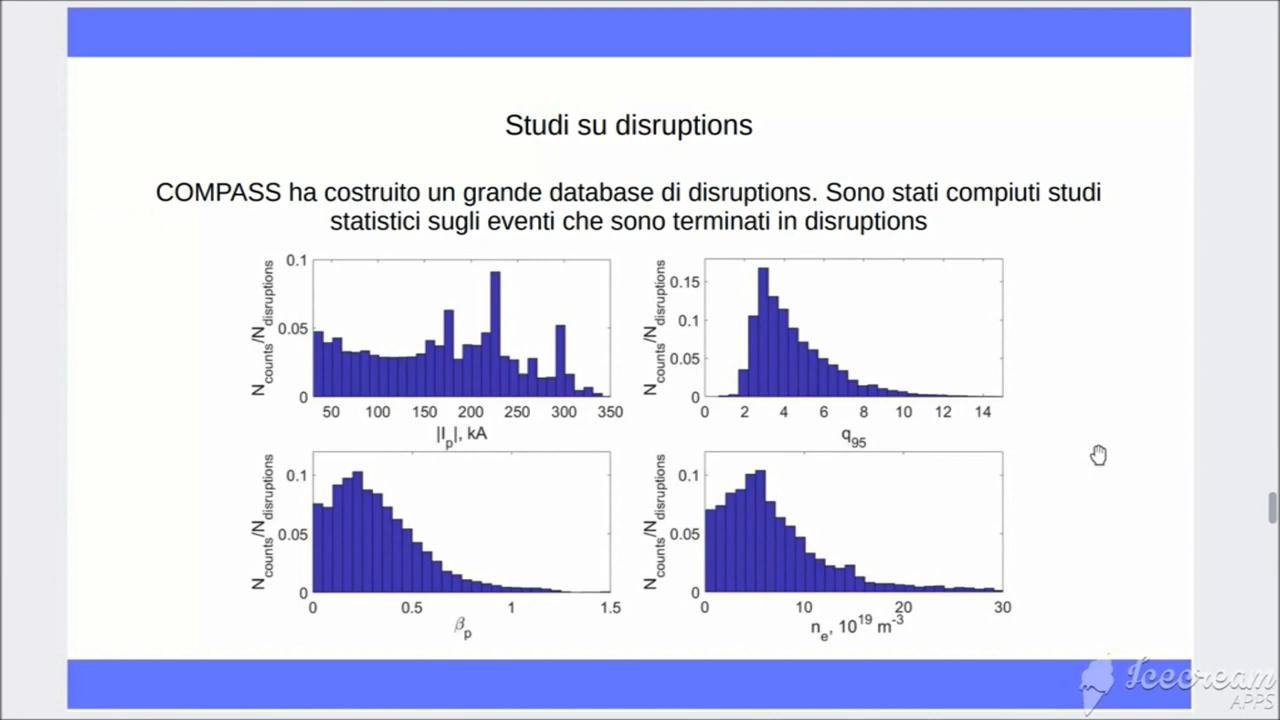 Studi su disruptions
COMPASS ha costruito un grande database di disruptions. Sono stati compiuti studi
statistici sugli eventi che sono terminati in disruptions
N_counts/N_disruptions
0.1
0.05
0
50 100 150 200 250 300 350
|I_p|, kA
N_counts/N_disruptions
0.15
0.1
0.05
0
0 2 4 6 8 10 12 14
q_95
N_counts/N_disruptions
0.1
0.05
0
0 0.5 1 1.5
β_p
N_counts/N_disruptions
0.1
0.05
0
0 10 20 30
n_e, 10^19 m^-3
Icecream
APPS